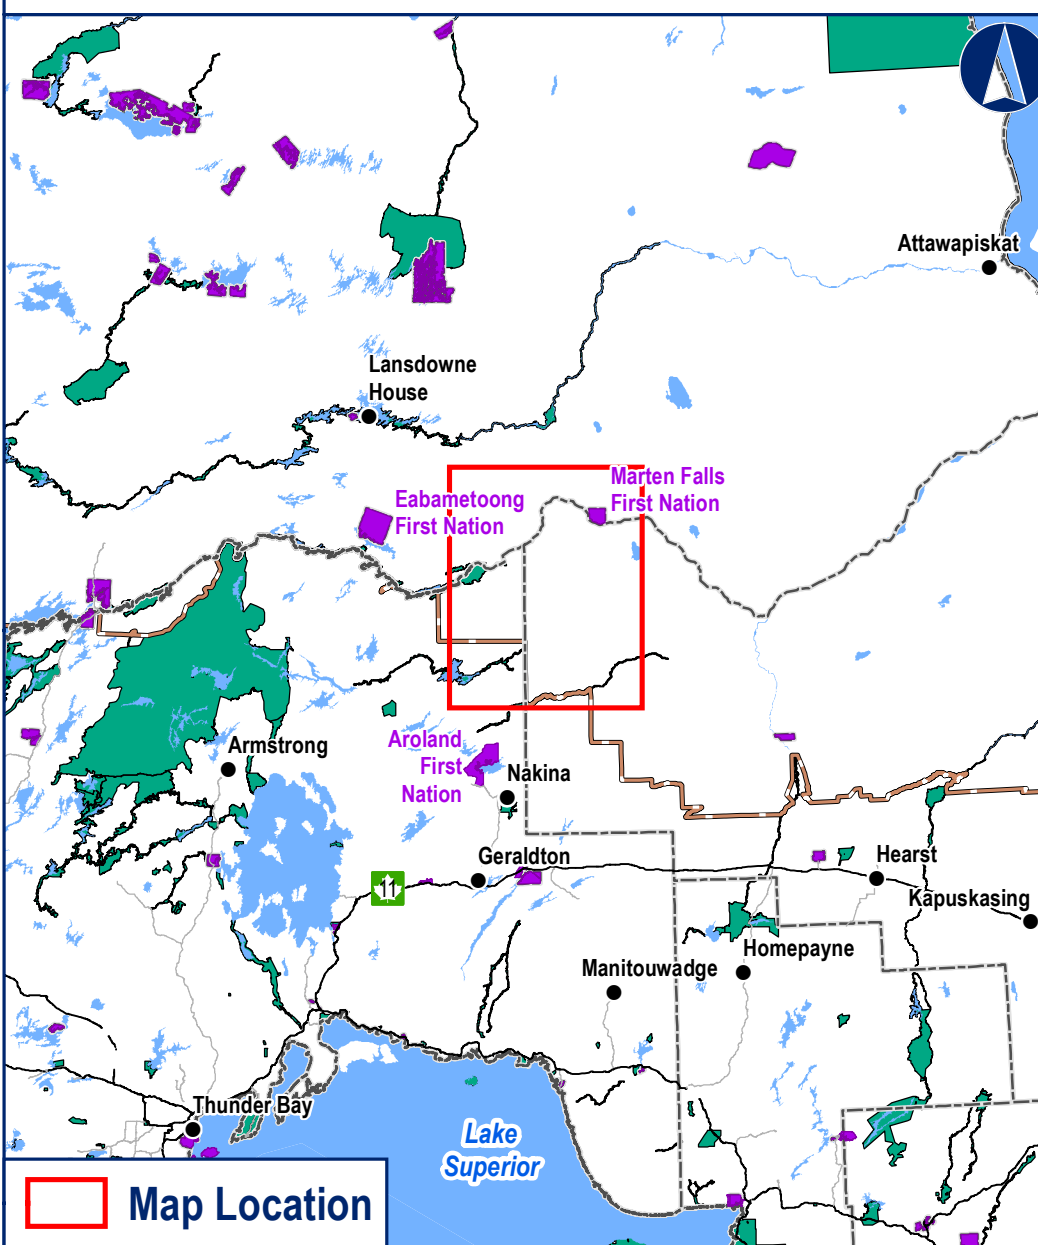 Attawapiskat
Lansdowne
House
Marten Falls
First Nation
Eabametoong
First Nation
Aroland
First
Nation
Armstrong
Nakina
Geraldton
11
Hearst
Kapuskasing
Homepayne
Manitouwadge
Thunder Bay
Lake
Superior
Map Location